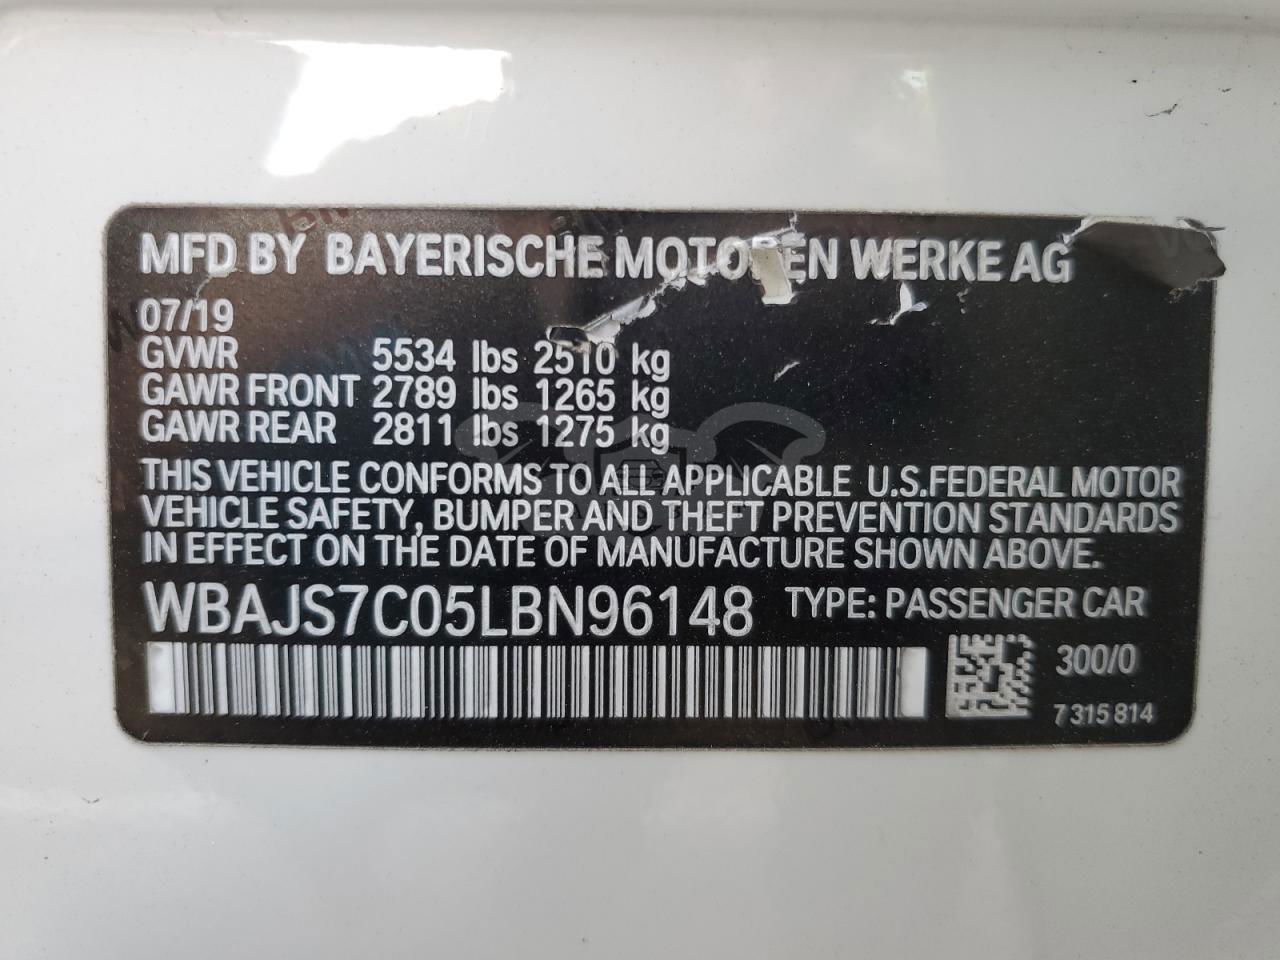 MFD BY BAYERISCHE MOTOREN WERKE AG
07/19
GVWR 5534 lbs 2510 kg
GAWR FRONT 2789 lbs 1265 kg
GAWR REAR 2811 lbs 1275 kg
THIS VEHICLE CONFORMS TO ALL APPLICABLE U.S.FEDERAL MOTOR
VEHICLE SAFETY, BUMPER AND THEFT PREVENTION STANDARDS
IN EFFECT ON THE DATE OF MANUFACTURE SHOWN ABOVE.
WBAJS7C05LBN96148 TYPE: PASSENGER CAR
300/0
7 315 814